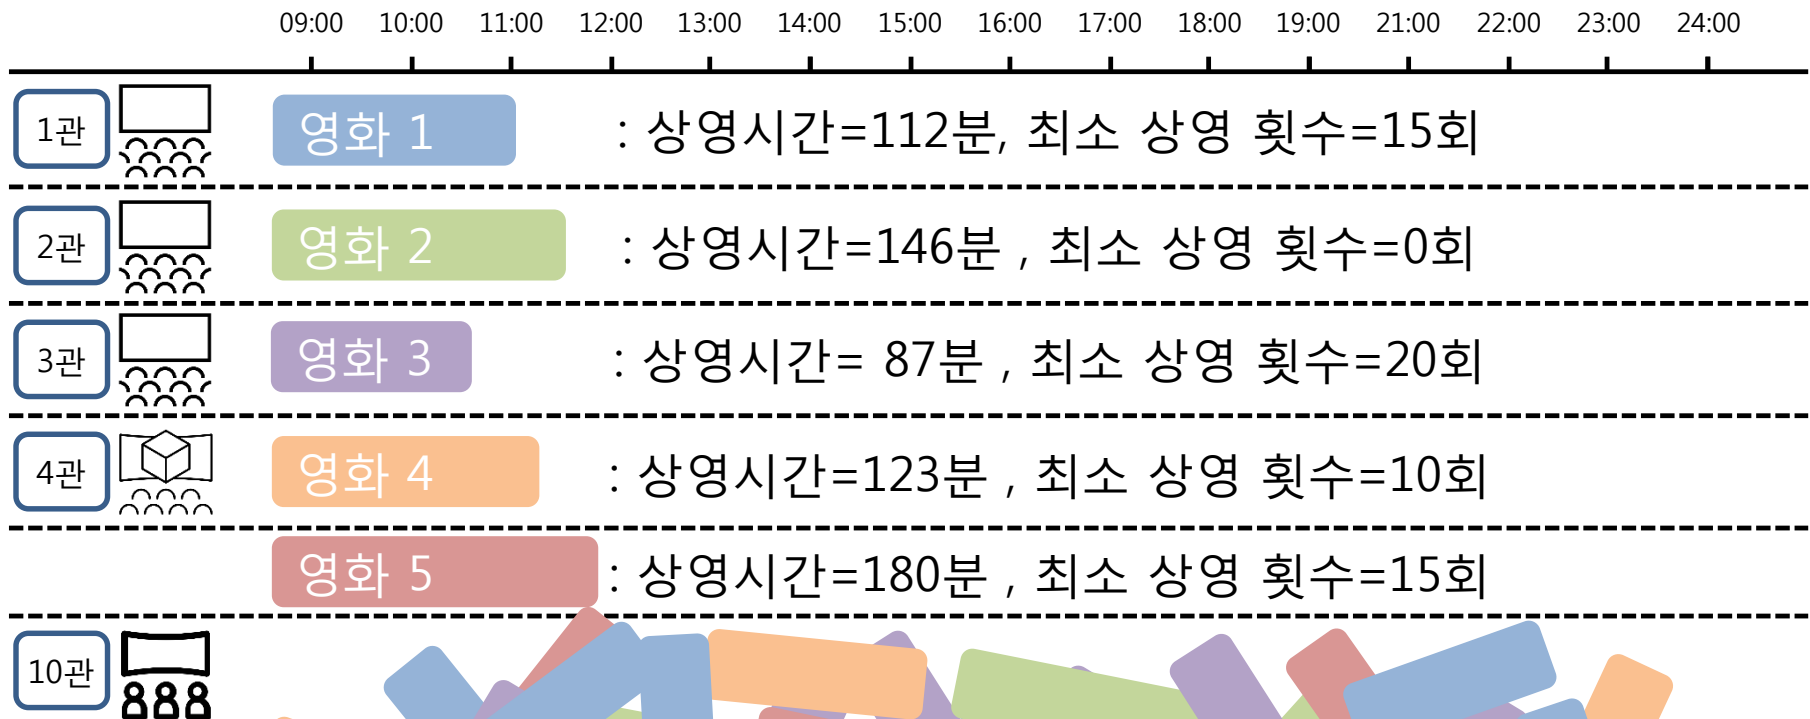 09:00 10:00 11:00 12:00 13:00 14:00 15:00 16:00 17:00 18:00 19:00 21:00 22:00 23:00 24:00
1관 영화 1 : 상영시간=112분, 최소 상영 횟수=15회
2관 영화 2 : 상영시간=146분 , 최소 상영 횟수=0회
3관 영화 3 : 상영시간= 87분 , 최소 상영 횟수=20회
4관 영화 4 : 상영시간=123분 , 최소 상영 횟수=10회
영화 5 : 상영시간=180분 , 최소 상영 횟수=15회
10관